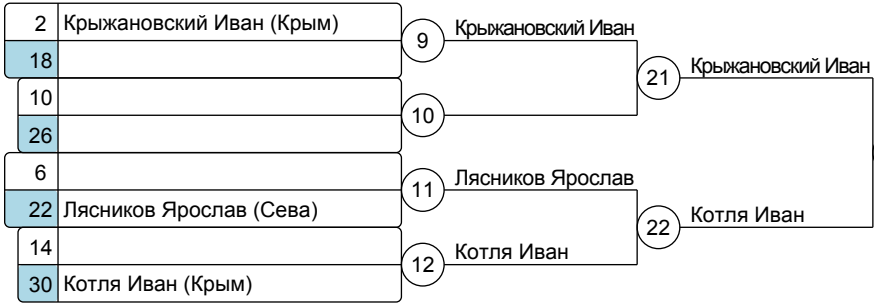 2 Крыжановский Иван (Крым)
18
9 Крыжановский Иван
10
26
10
21 Крыжановский Иван
6
22 Лясников Ярослав (Сева)
11 Лясников Ярослав
14
30 Котля Иван (Крым)
12 Котля Иван
22 Котля Иван